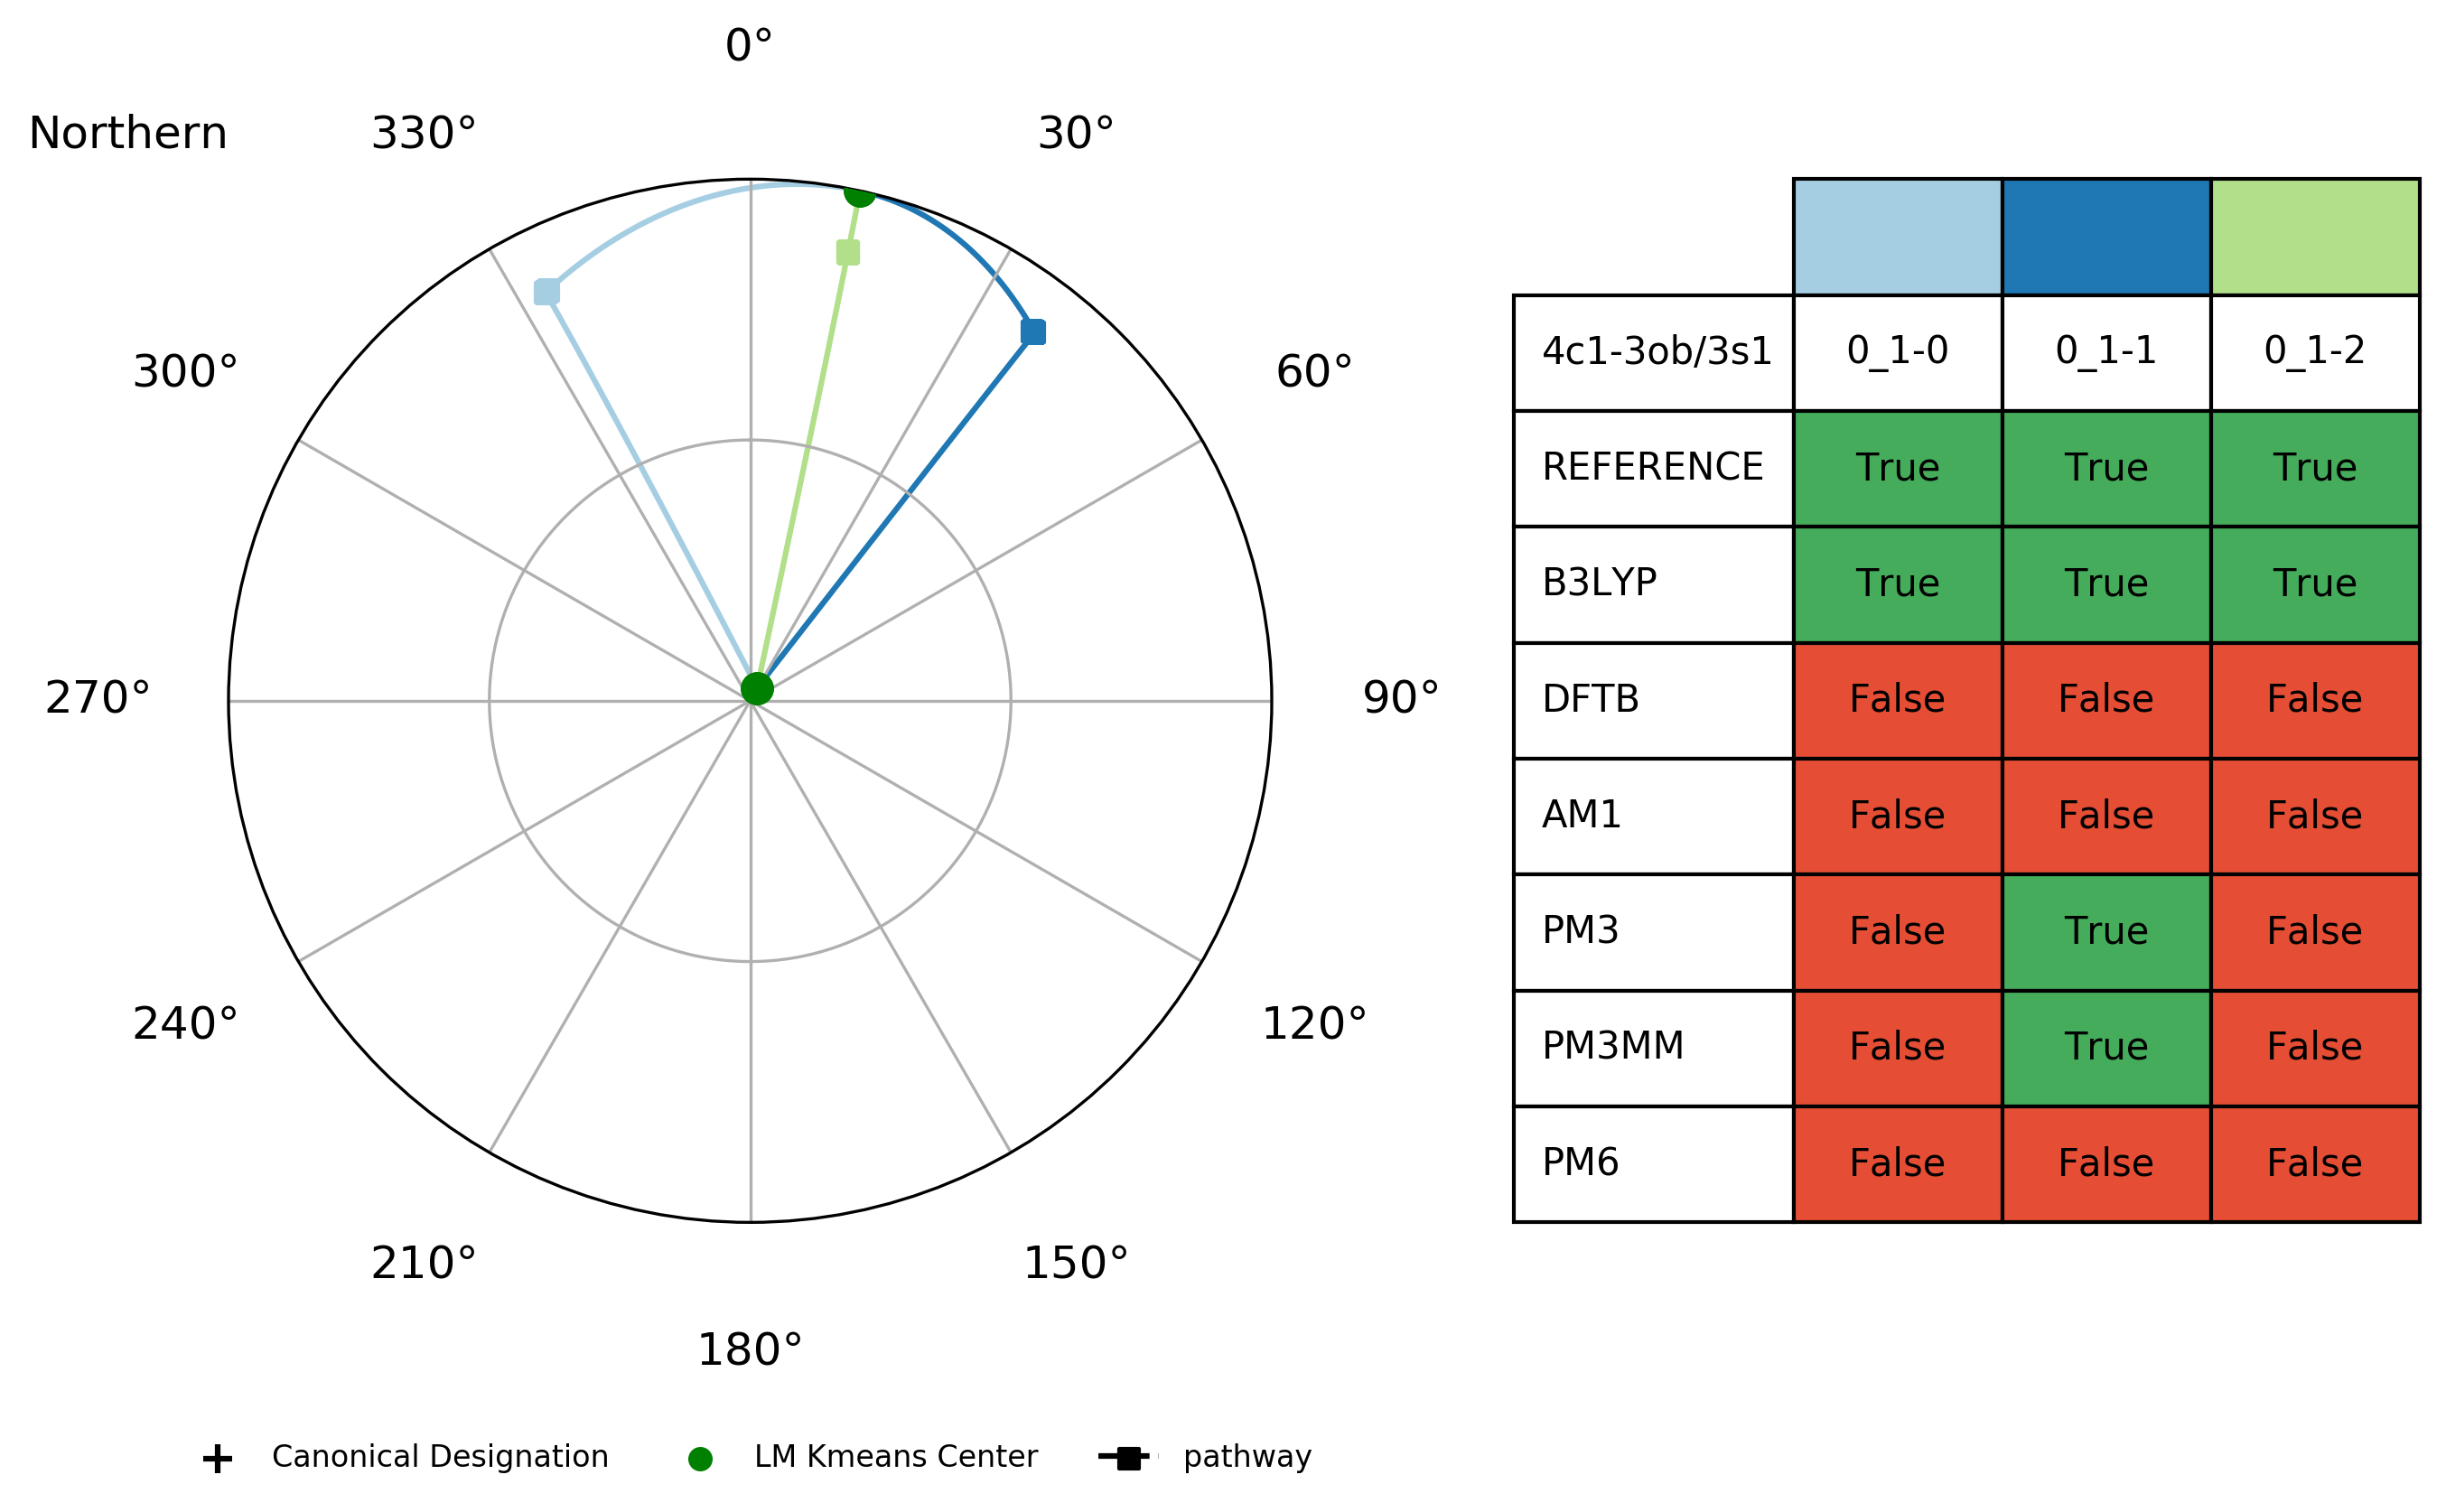 0°
Northern
330°
30°
300°
60°
270°
90°
240°
120°
210°
150°
180°
4c1-3ob/3s1 0_1-0 0_1-1 0_1-2
REFERENCE True True True
B3LYP True True True
DFTB False False False
AM1 False False False
PM3 False True False
PM3MM False True False
PM6 False False False
Canonical Designation
LM Kmeans Center
pathway